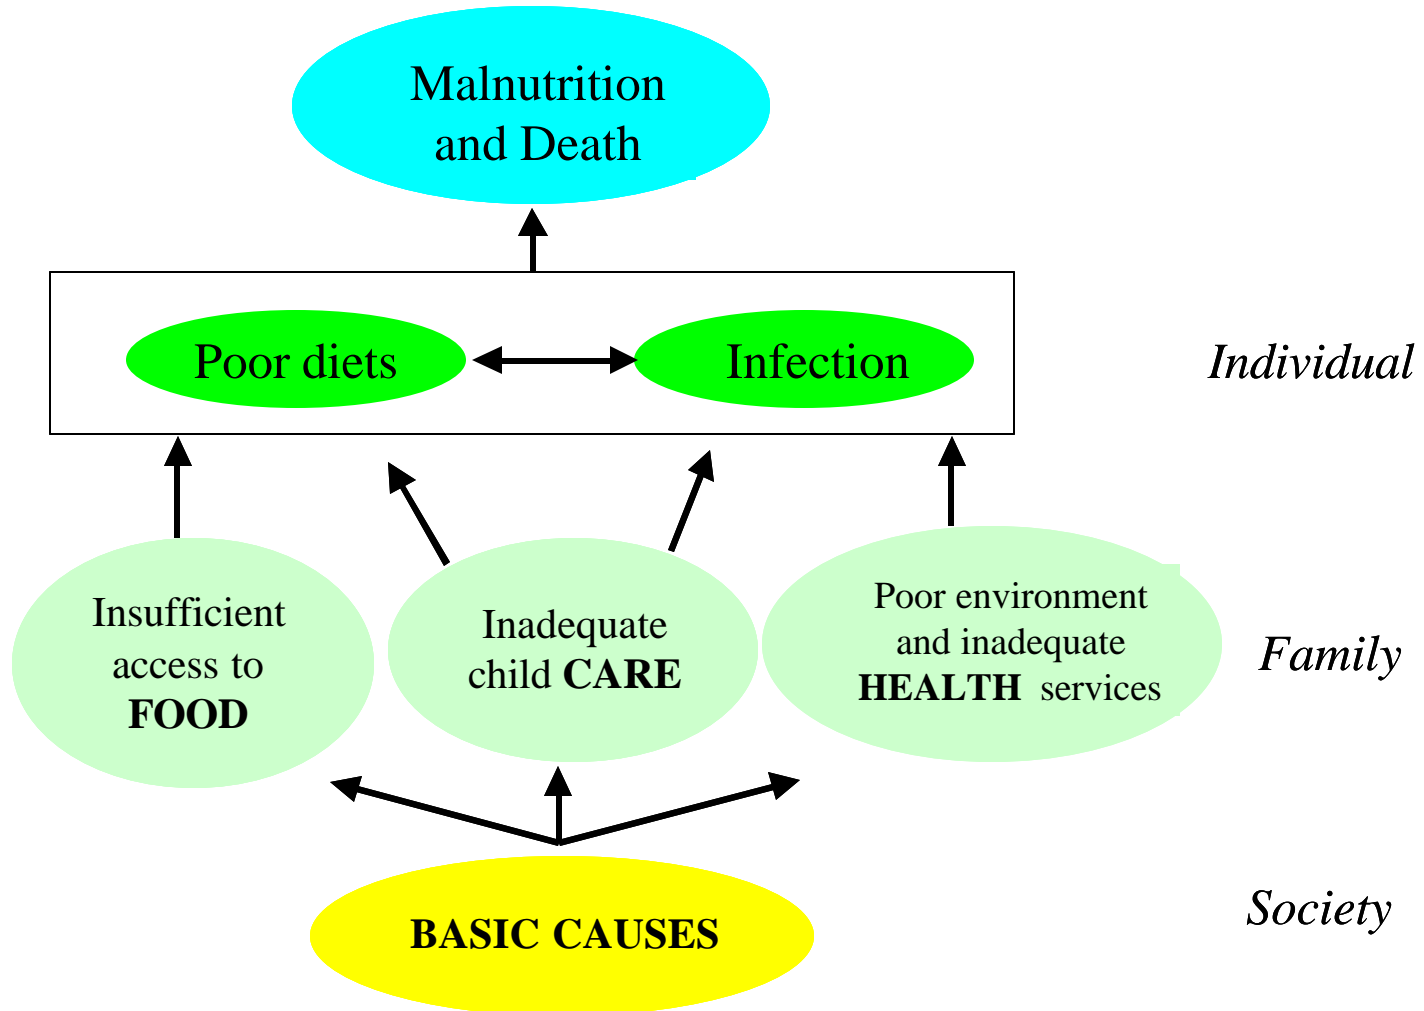 Malnutrition
and Death
Poor diets
Infection
Individual
Insufficient
access to
FOOD
Inadequate
child CARE
Poor environment
and inadequate
HEALTH services
Family
BASIC CAUSES
Society